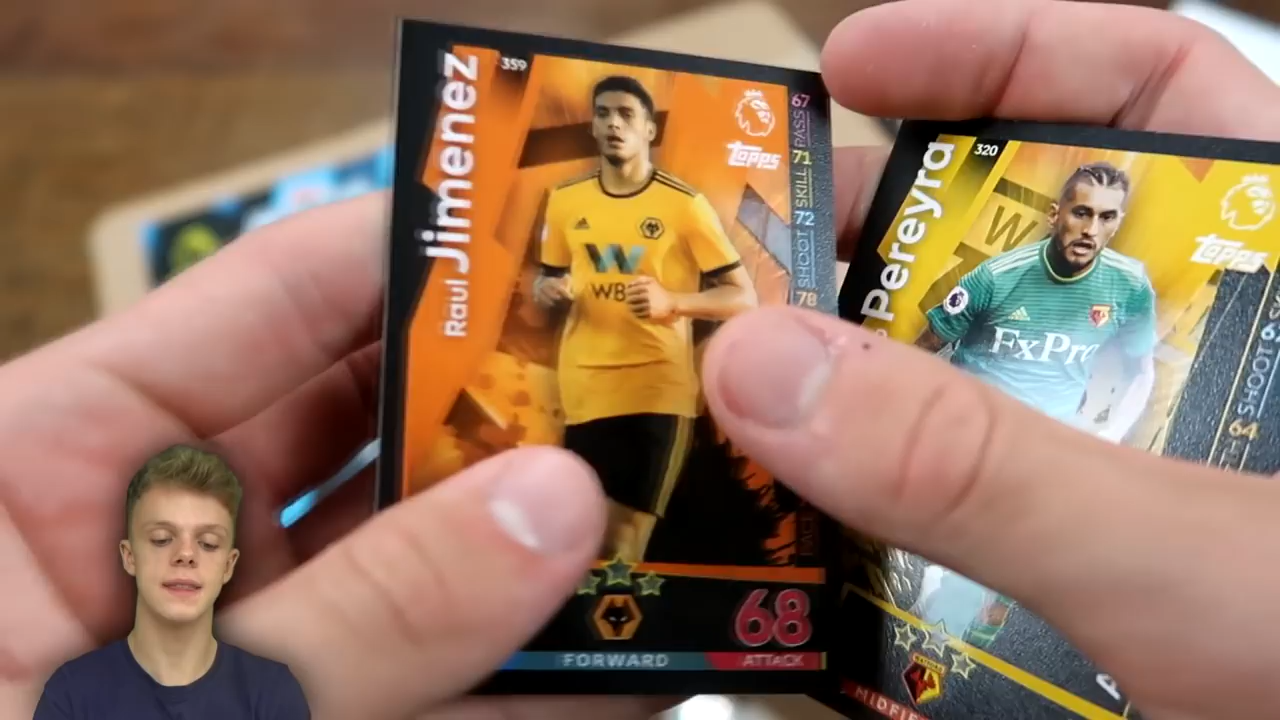 359
Raul Jimenez
TOPPS
67
PASS
71
SKILL
72
SHOOT
78
68
FORWARD
ATTACK
320
Pereyra
TOPPS
FxPro
SHOOT
64